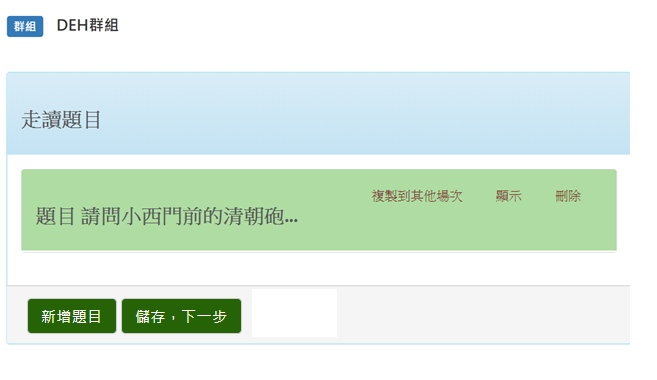 群組 DEH群組
走讀題目
複製到其他場次 顯示 刪除
題目 請問小西門前的清朝砲...
新增題目 儲存，下一步